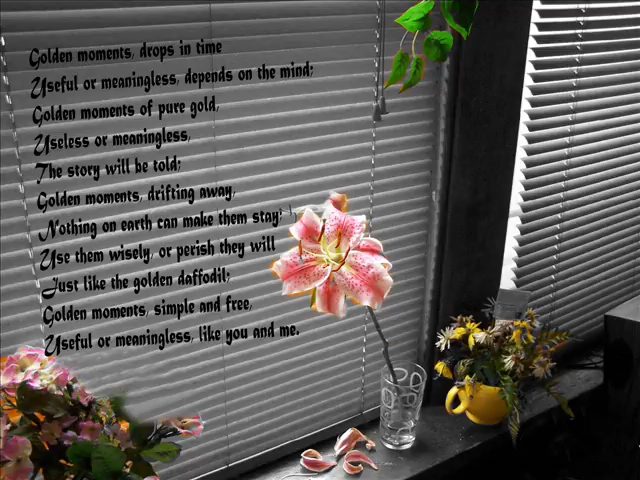 Golden moments, drops in time
Useful or meaningless, depends on the mind;
Golden moments of pure gold,
Useless or meaningless,
The story will be told;
Golden moments, drifting away,
Nothing on earth can make them stay;
Use them wisely, or perish they will
Just like the golden daffodil;
Golden moments, simple and free,
Useful or meaningless, like you and me.